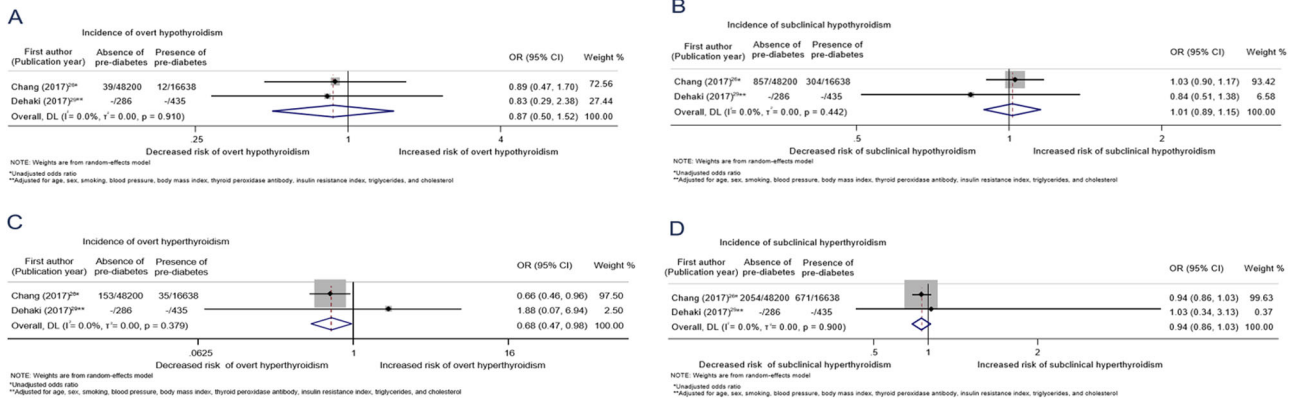 A
Incidence of overt hypothyroidism
First author (Publication year) Absence of pre-diabetes Presence of pre-diabetes OR (95% CI) Weight %
Chang (2017)²⁸* 39/48200 12/16638 0.89 (0.47, 1.70) 72.56
Dehaki (2017)²⁹** -/286 -/435 0.83 (0.29, 2.38) 27.44
Overall, DL (I²= 0.0%, τ²= 0.00, p = 0.910) 0.87 (0.50, 1.52) 100.00
.25 1 4
Decreased risk of overt hypothyroidism Increased risk of overt hypothyroidism
NOTE: Weights are from random-effects model
*Unadjusted odds ratio
**Adjusted for age, sex, smoking, blood pressure, body mass index, thyroid peroxidase antibody, insulin resistance index, triglycerides, and cholesterol
B
Incidence of subclinical hypothyroidism
First author (Publication year) Absence of pre-diabetes Presence of pre-diabetes OR (95% CI) Weight %
Chang (2017)²⁸* 857/48200 304/16638 1.03 (0.90, 1.17) 93.42
Dehaki (2017)²⁹** -/286 -/435 0.84 (0.51, 1.38) 6.58
Overall, DL (I²= 0.0%, τ²= 0.00, p = 0.442) 1.01 (0.89, 1.15) 100.00
.5 1 2
Decreased risk of subclinical hypothyroidism Increased risk of subclinical hypothyroidism
NOTE: Weights are from random-effects model
*Unadjusted odds ratio
**Adjusted for age, sex, smoking, blood pressure, body mass index, thyroid peroxidase antibody, insulin resistance index, triglycerides, and cholesterol
C
Incidence of overt hyperthyroidism
First author (Publication year) Absence of pre-diabetes Presence of pre-diabetes OR (95% CI) Weight %
Chang (2017)²⁸* 153/48200 35/16638 0.66 (0.46, 0.96) 97.50
Dehaki (2017)²⁹** -/286 -/435 1.88 (0.07, 6.94) 2.50
Overall, DL (I²= 0.0%, τ²= 0.00, p = 0.379) 0.68 (0.47, 0.98) 100.00
.0625 1 16
Decreased risk of overt hyperthyroidism Increased risk of overt hyperthyroidism
NOTE: Weights are from random-effects model
*Unadjusted odds ratio
**Adjusted for age, sex, smoking, blood pressure, body mass index, thyroid peroxidase antibody, insulin resistance index, triglycerides, and cholesterol
D
Incidence of subclinical hyperthyroidism
First author (Publication year) Absence of pre-diabetes Presence of pre-diabetes OR (95% CI) Weight %
Chang (2017)²⁸* 2054/48200 671/16638 0.94 (0.86, 1.03) 99.63
Dehaki (2017)²⁹** -/286 -/435 1.03 (0.34, 3.13) 0.37
Overall, DL (I²= 0.0%, τ²= 0.00, p = 0.900) 0.94 (0.86, 1.03) 100.00
.5 1 2
Decreased risk of subclinical hyperthyroidism Increased risk of subclinical hyperthyroidism
NOTE: Weights are from random-effects model
*Unadjusted odds ratio
**Adjusted for age, sex, smoking, blood pressure, body mass index, thyroid peroxidase antibody, insulin resistance index, triglycerides, and cholesterol